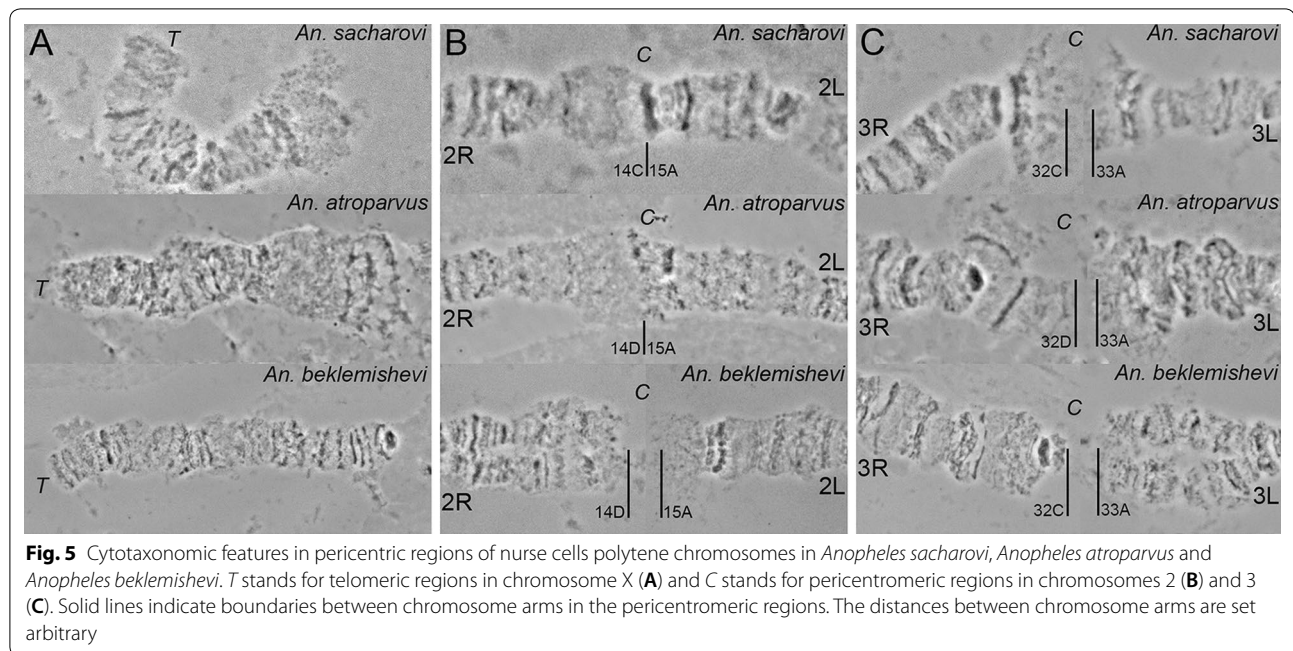 A
T
An. sacharovi
An. atroparvus
T
An. beklemishevi
T
B
An. sacharovi
C
2L
2R
14C 15A
An. atroparvus
C
2L
2R
14D 15A
An. beklemishevi
C
2R
2L
14D 15A
C
An. sacharovi
C
3R
3L
32C 33A
An. atroparvus
C
3R
3L
32D 33A
An. beklemishevi
C
3R
3L
32C 33A
Fig. 5 Cytotaxonomic features in pericentric regions of nurse cells polytene chromosomes in Anopheles sacharovi, Anopheles atroparvus and
Anopheles beklemishevi. T stands for telomeric regions in chromosome X (A) and C stands for pericentromeric regions in chromosomes 2 (B) and 3
(C). Solid lines indicate boundaries between chromosome arms in the pericentromeric regions. The distances between chromosome arms are set
arbitrary